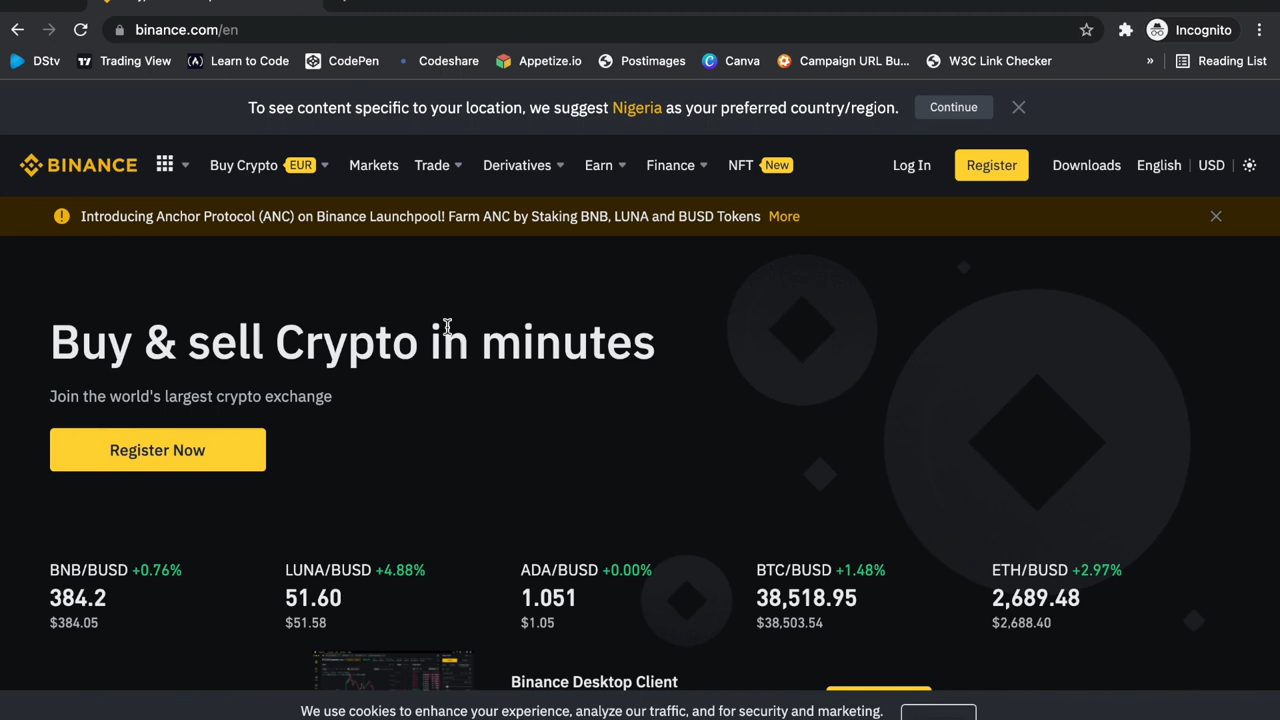 binance.com/en
Incognito
DStv Trading View Learn to Code CodePen Codeshare Appetize.io Postimages Canva Campaign URL Bu... W3C Link Checker » Reading List
To see content specific to your location, we suggest Nigeria as your preferred country/region. Continue
BINANCE Buy Crypto EUR Markets Trade Derivatives Earn Finance NFT New Log In Register Downloads English USD
Introducing Anchor Protocol (ANC) on Binance Launchpool! Farm ANC by Staking BNB, LUNA and BUSD Tokens More
Buy & sell Crypto in minutes
Join the world's largest crypto exchange
Register Now
BNB/BUSD +0.76% LUNA/BUSD +4.88% ADA/BUSD +0.00% BTC/BUSD +1.48% ETH/BUSD +2.97%
384.2 51.60 1.051 38,518.95 2,689.48
$384.05 $51.58 $1.05 $38,503.54 $2,688.40
Binance Desktop Client
We use cookies to enhance your experience, analyze our traffic, and for security and marketing.